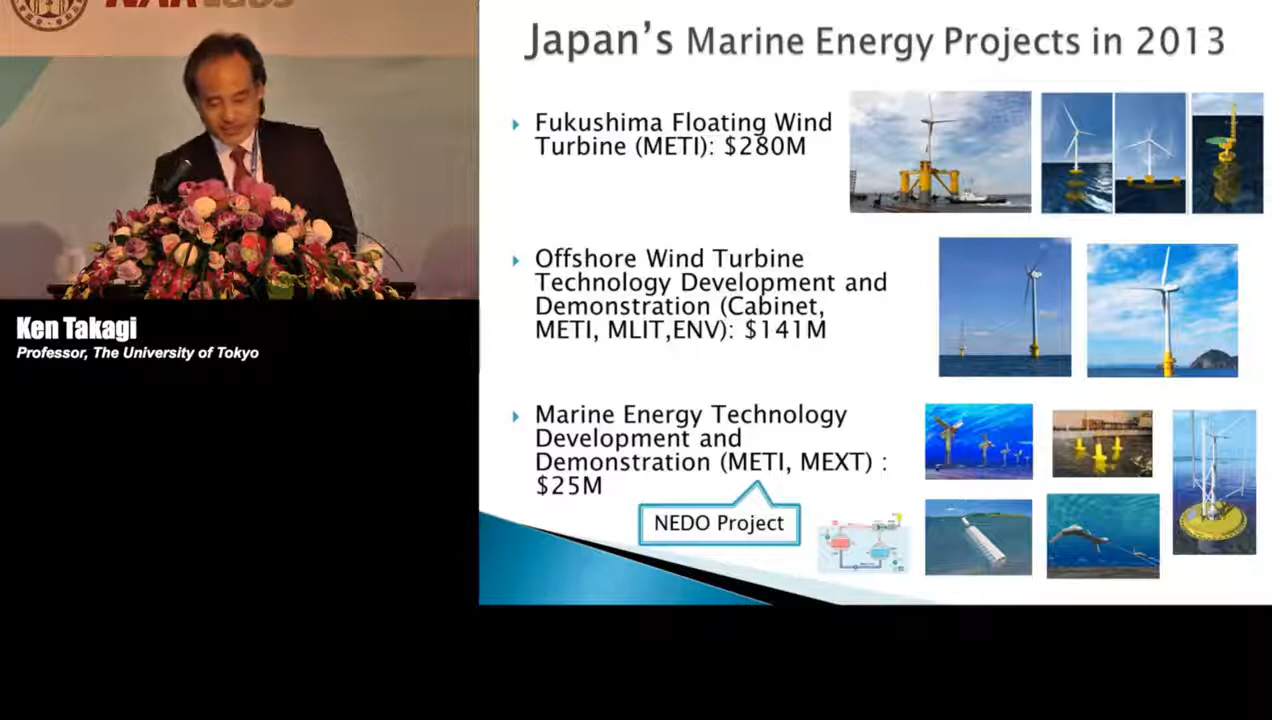 NARLabs
Japan's Marine Energy Projects in 2013
Fukushima Floating Wind
Turbine (METI): $280M
Offshore Wind Turbine
Technology Development and
Demonstration (Cabinet,
METI, MLIT,ENV): $141M
Marine Energy Technology
Development and
Demonstration (METI, MEXT) :
$25M
NEDO Project
Ken Takagi
Professor, The University of Tokyo